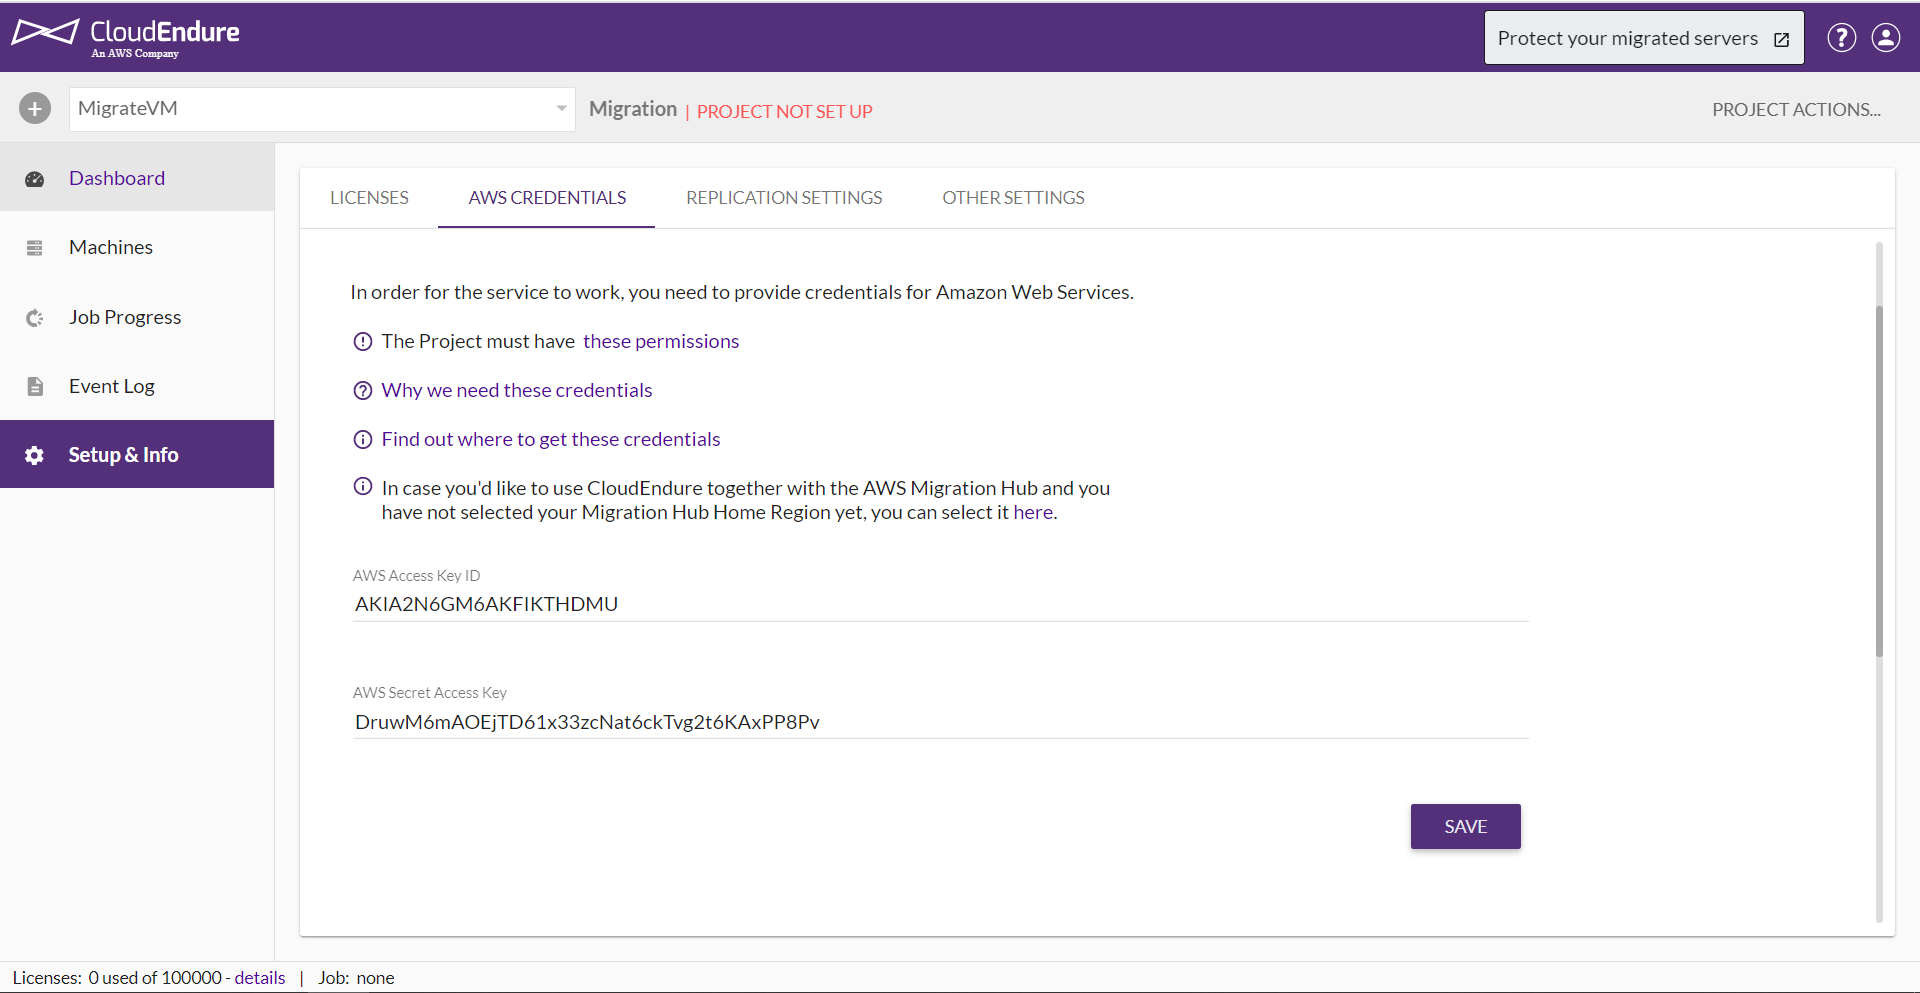 CloudEndure
An AWS Company
Protect your migrated servers
MigrateVM
Migration | PROJECT NOT SET UP
PROJECT ACTIONS...
Dashboard
Machines
Job Progress
Event Log
Setup & Info
LICENSES
AWS CREDENTIALS
REPLICATION SETTINGS
OTHER SETTINGS
In order for the service to work, you need to provide credentials for Amazon Web Services.
The Project must have these permissions
Why we need these credentials
Find out where to get these credentials
In case you'd like to use CloudEndure together with the AWS Migration Hub and you
have not selected your Migration Hub Home Region yet, you can select it here.
AWS Access Key ID
AKIA2N6GM6AKFIKTHDMU
AWS Secret Access Key
DruwM6mAOEjTD61x33zcNat6ckTvg2t6KAxPP8Pv
SAVE
Licenses: 0 used of 100000 - details | Job: none